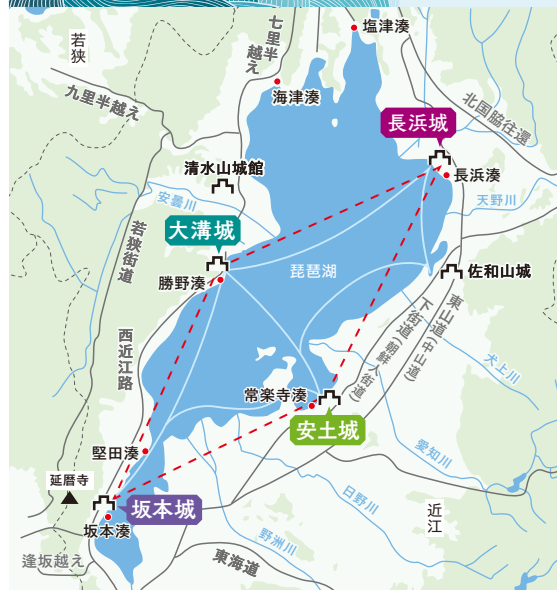 塩津湊
七里半越え
若狭
海津湊
九里半越え
北国脇往還
長浜城
清水山城館
長浜湊
安曇川
天野川
大溝城
若狭街道
琵琶湖
佐和山城
勝野湊
東山道(中山道)
下街道(朝鮮人街道)
西近江路
犬上川
常楽寺湊
安土城
堅田湊
愛知川
延暦寺
日野川
坂本城
近江
坂本湊
野洲川
逢坂越え
東海道